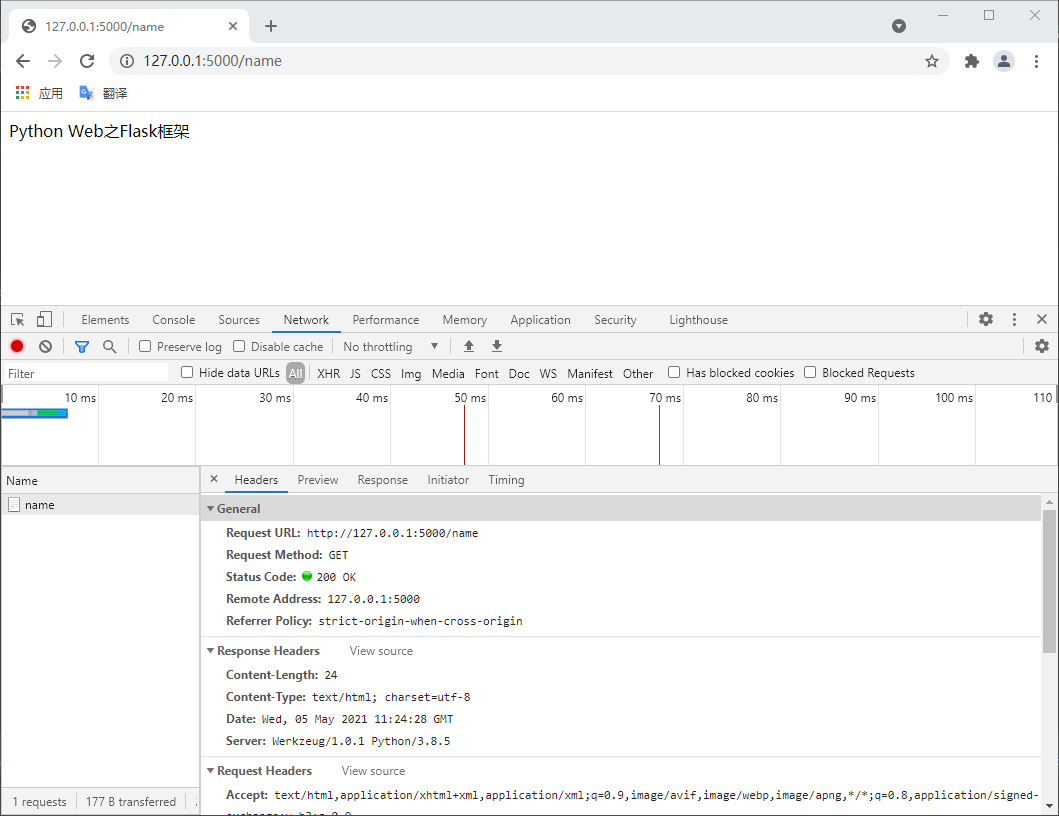 127.0.0.1:5000/name
127.0.0.1:5000/name
应用 翻译
Python Web之Flask框架
Elements Console Sources Network Performance Memory Application Security Lighthouse
Preserve log Disable cache No throttling
Filter Hide data URLs All XHR JS CSS Img Media Font Doc WS Manifest Other Has blocked cookies Blocked Requests
10 ms 20 ms 30 ms 40 ms 50 ms 60 ms 70 ms 80 ms 90 ms 100 ms 110
Name
Headers Preview Response Initiator Timing
name
General
Request URL: http://127.0.0.1:5000/name
Request Method: GET
Status Code: 200 OK
Remote Address: 127.0.0.1:5000
Referrer Policy: strict-origin-when-cross-origin
Response Headers View source
Content-Length: 24
Content-Type: text/html; charset=utf-8
Date: Wed, 05 May 2021 11:24:28 GMT
Server: Werkzeug/1.0.1 Python/3.8.5
Request Headers View source
Accept: text/html,application/xhtml+xml,application/xml;q=0.9,image/avif,image/webp,image/apng,*/*;q=0.8,application/signed-
1 requests 177 B transferred